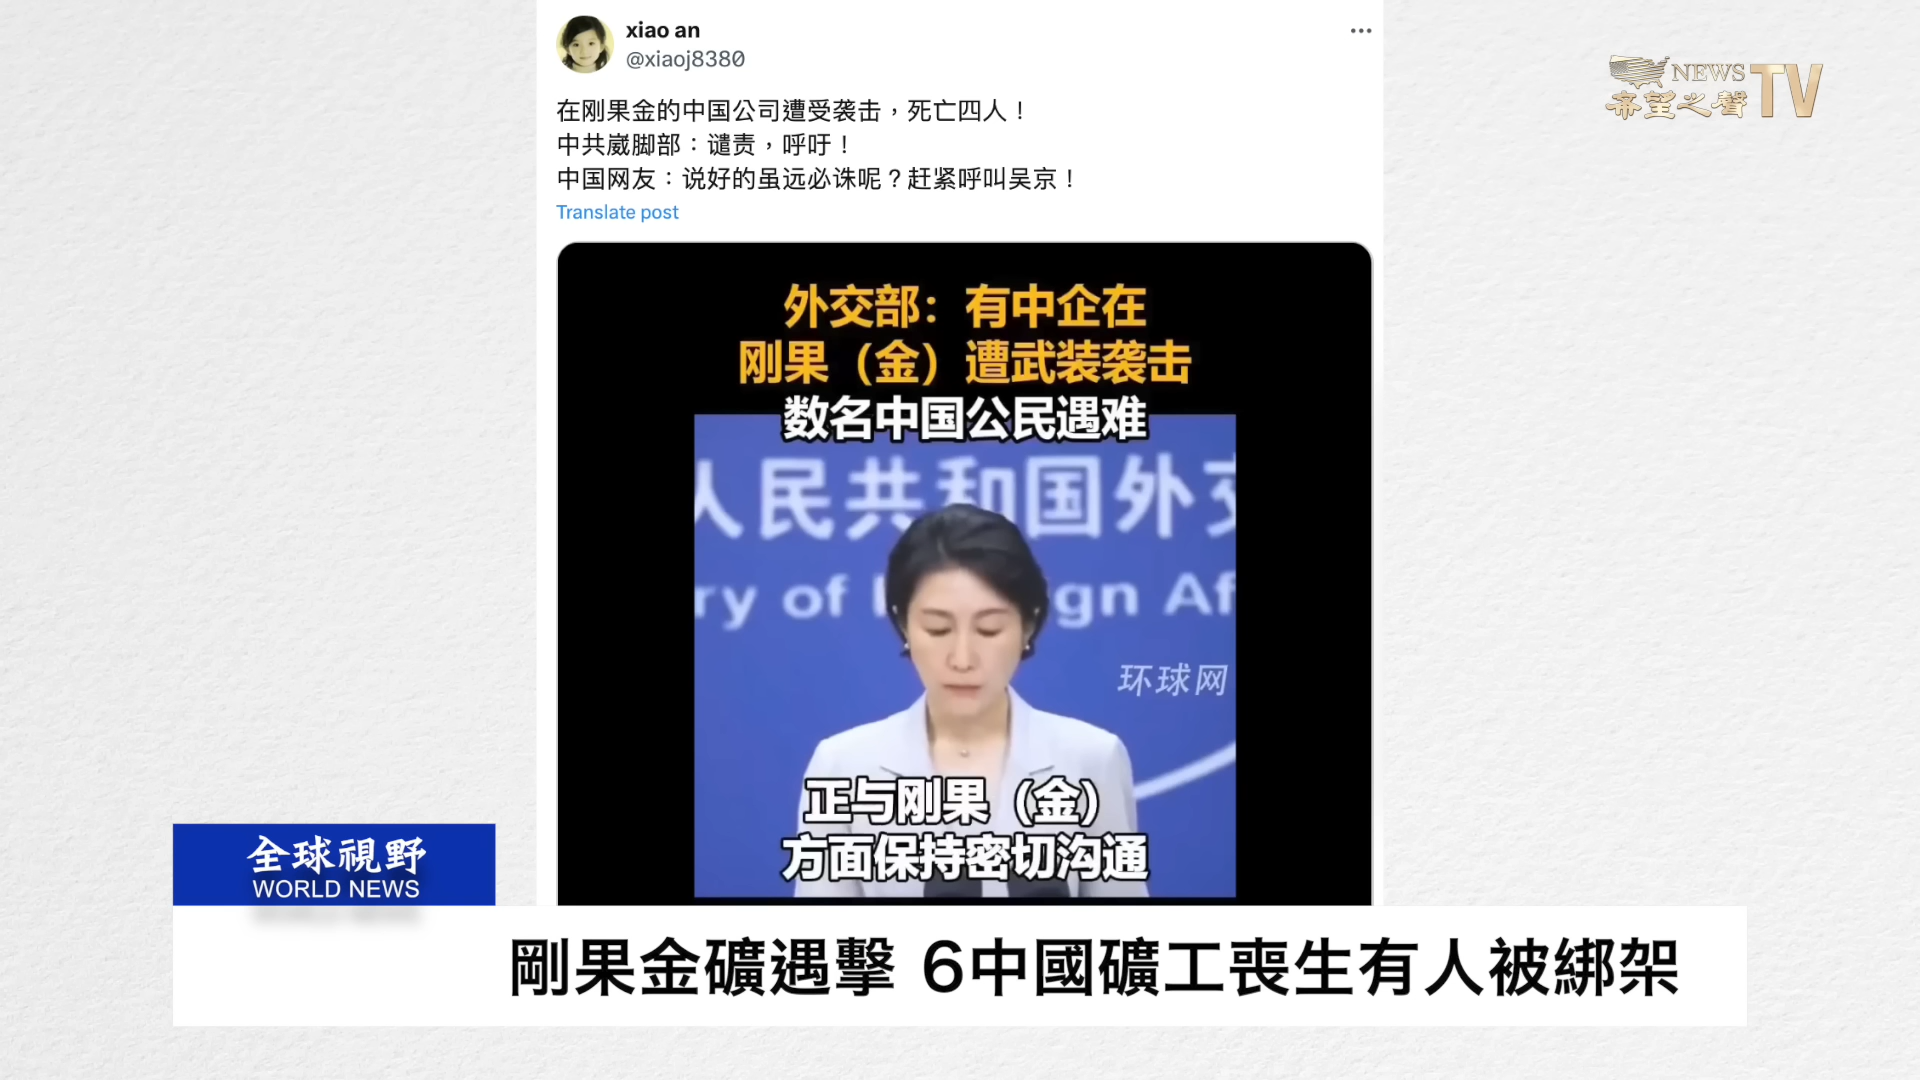 xiao an
@xiaoj8380
在刚果金的中国公司遭受袭击，死亡四人！
中共崴脚部：谴责，呼吁！
中国网友：说好的虽远必诛呢？赶紧呼叫吴京！
Translate post
NEWS
希望之聲TV
外交部：有中企在
刚果（金）遭武装袭击
数名中国公民遇难
人民共和国外交
ry of Foreign Af
环球网
正与刚果（金）
方面保持密切沟通
全球視野
WORLD NEWS
剛果金礦遇擊 6中國礦工喪生有人被綁架